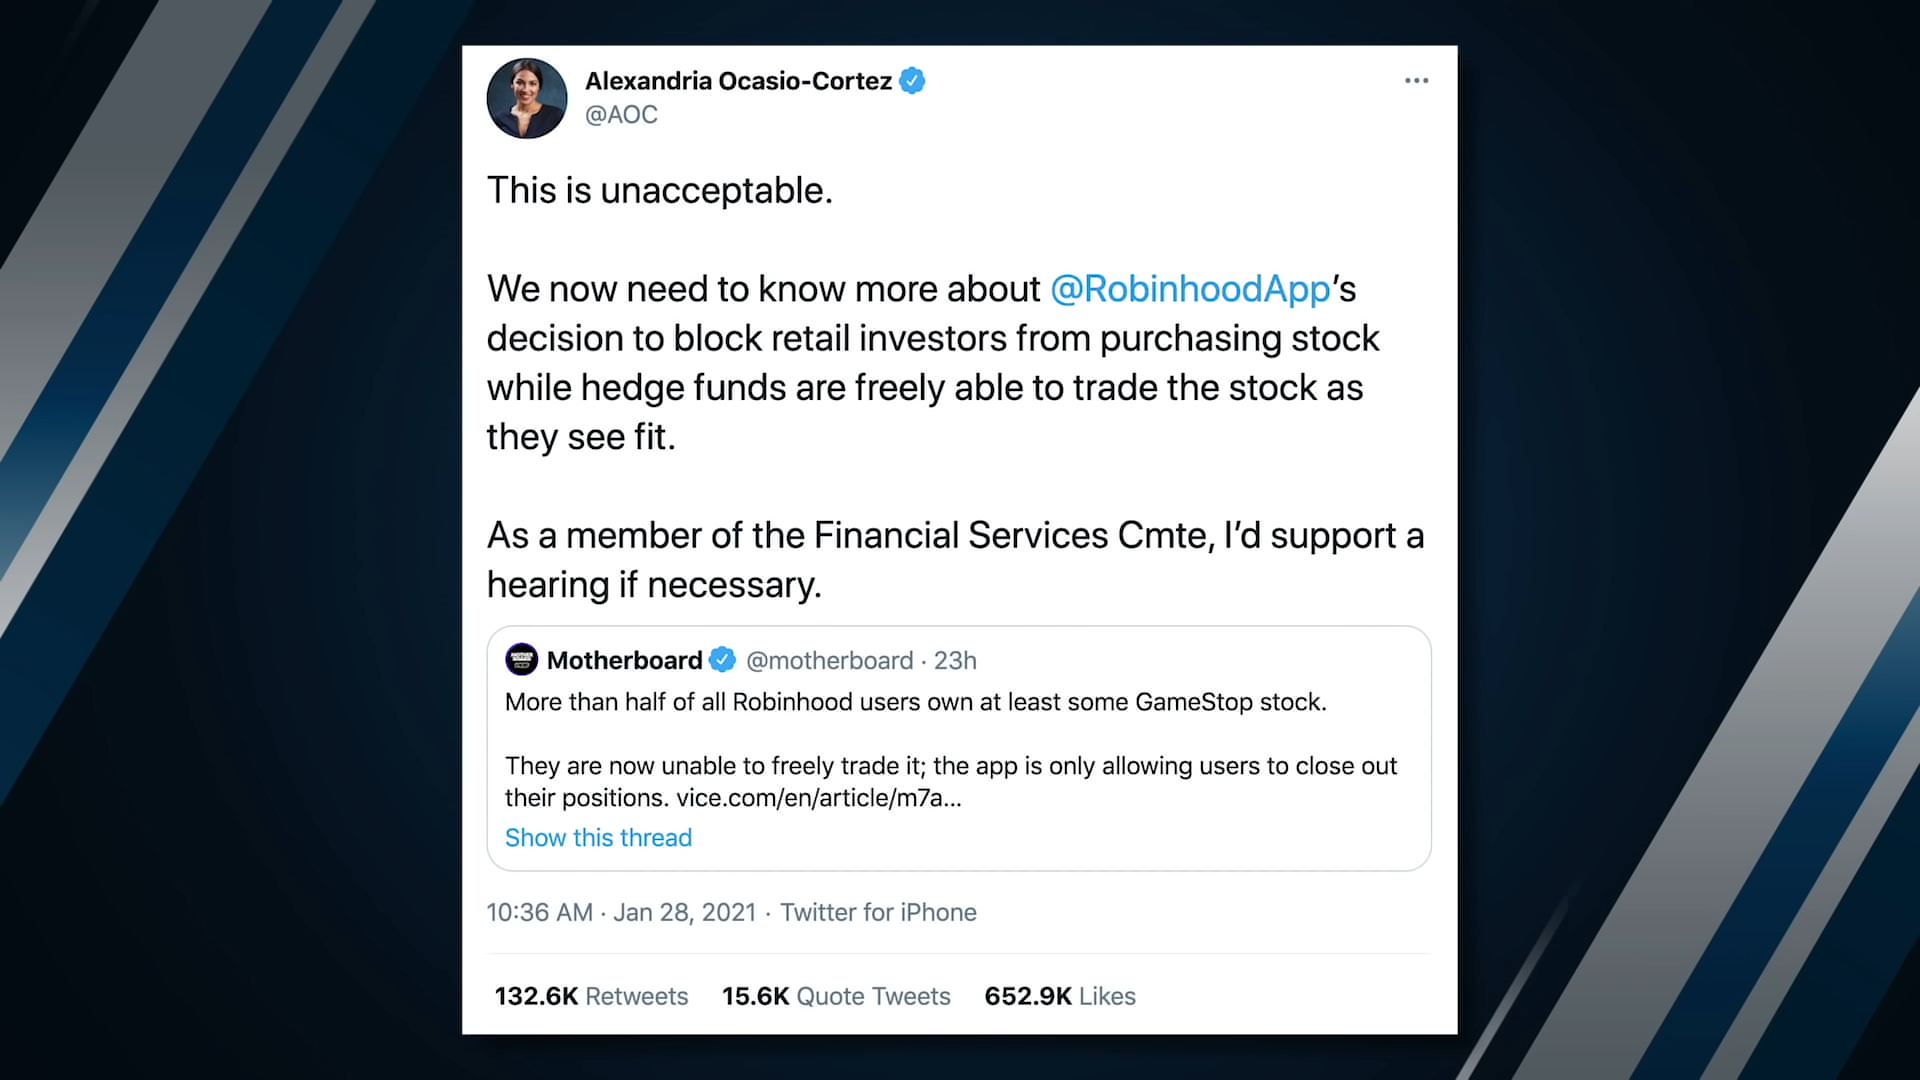 Alexandria Ocasio-Cortez
@AOC
This is unacceptable.
We now need to know more about @RobinhoodApp’s
decision to block retail investors from purchasing stock
while hedge funds are freely able to trade the stock as
they see fit.
As a member of the Financial Services Cmte, I’d support a
hearing if necessary.
Motherboard @motherboard · 23h
More than half of all Robinhood users own at least some GameStop stock.
They are now unable to freely trade it; the app is only allowing users to close out
their positions. vice.com/en/article/m7a...
Show this thread
10:36 AM · Jan 28, 2021 · Twitter for iPhone
132.6K Retweets 15.6K Quote Tweets 652.9K Likes